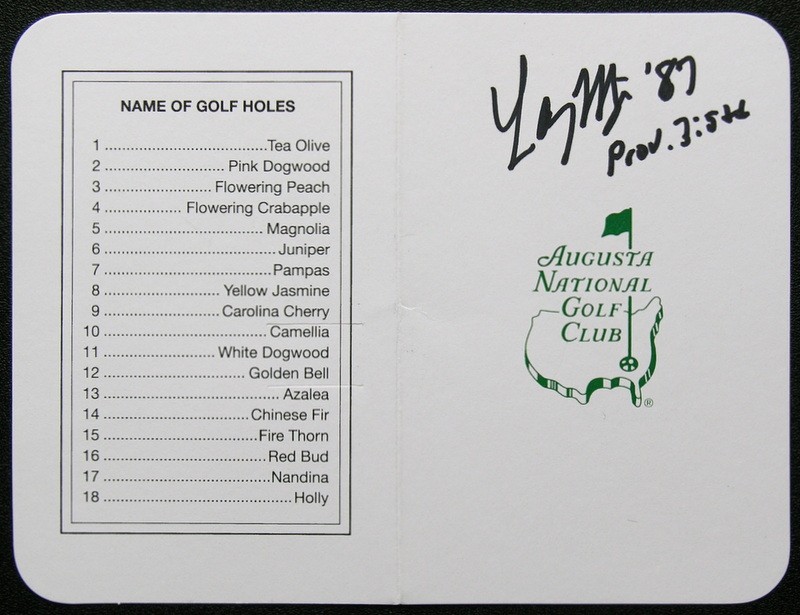 NAME OF GOLF HOLES
1 ........................................Tea Olive
2 ............................. Pink Dogwood
3 .......................... Flowering Peach
4 ................... Flowering Crabapple
5 ...................................... Magnolia
6 .........................................Juniper
7 ........................................ Pampas
8 ............................ Yellow Jasmine
9 ............................ Carolina Cherry
10 ........................................ Camellia
11 ........................... White Dogwood
12 .................................. Golden Bell
13 ...........................................Azalea
14 ...................................Chinese Fir
15 .....................................Fire Thorn
16 .......................................Red Bud
17 ........................................Nandina
18 ............................................. Holly
Larry Mize '87
Prov. 3:5+6
AUGUSTA
NATIONAL
GOLF
CLUB
®